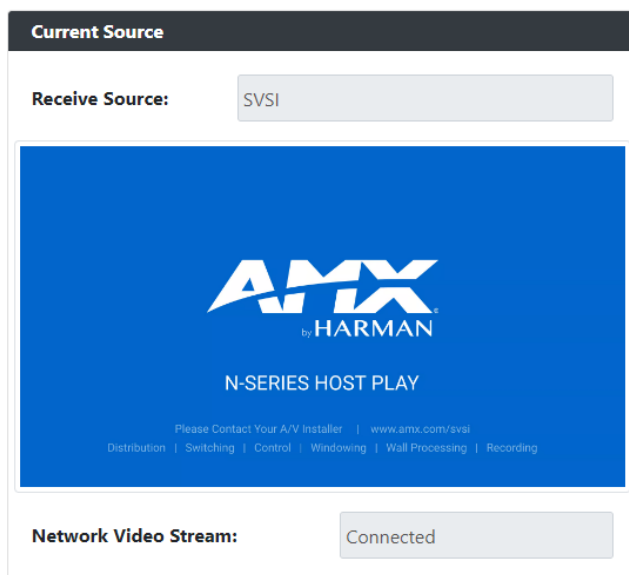 Current Source
Receive Source: SVSI
AMX
by HARMAN
N-SERIES HOST PLAY
Please Contact Your A/V Installer | www.amx.com/svsi
Distribution | Switching | Control | Windowing | Wall Processing | Recording
Network Video Stream: Connected